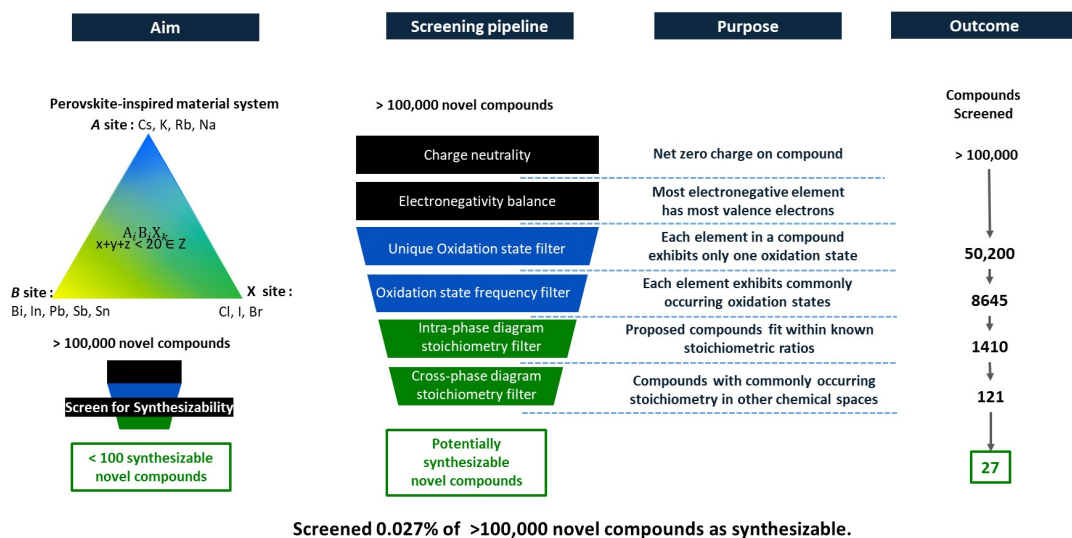 Aim
Screening pipeline
Purpose
Outcome
Perovskite-inspired material system
A site : Cs, K, Rb, Na
AᵢBⱼXₖ
x+y+z < 20 ∈ Z
B site :
Bi, In, Pb, Sb, Sn
X site :
Cl, I, Br
> 100,000 novel compounds
Screen for Synthesizability
< 100 synthesizable
novel compounds
> 100,000 novel compounds
Charge neutrality
Electronegativity balance
Unique Oxidation state filter
Oxidation state frequency filter
Intra-phase diagram
stoichiometry filter
Cross-phase diagram
stoichiometry filter
Potentially
synthesizable
novel compounds
Net zero charge on compound
Most electronegative element
has most valence electrons
Each element in a compound
exhibits only one oxidation state
Each element exhibits commonly
occurring oxidation states
Proposed compounds fit within known
stoichiometric ratios
Compounds with commonly occurring
stoichiometry in other chemical spaces
Compounds
Screened
> 100,000
50,200
8645
1410
121
27
Screened 0.027% of >100,000 novel compounds as synthesizable.